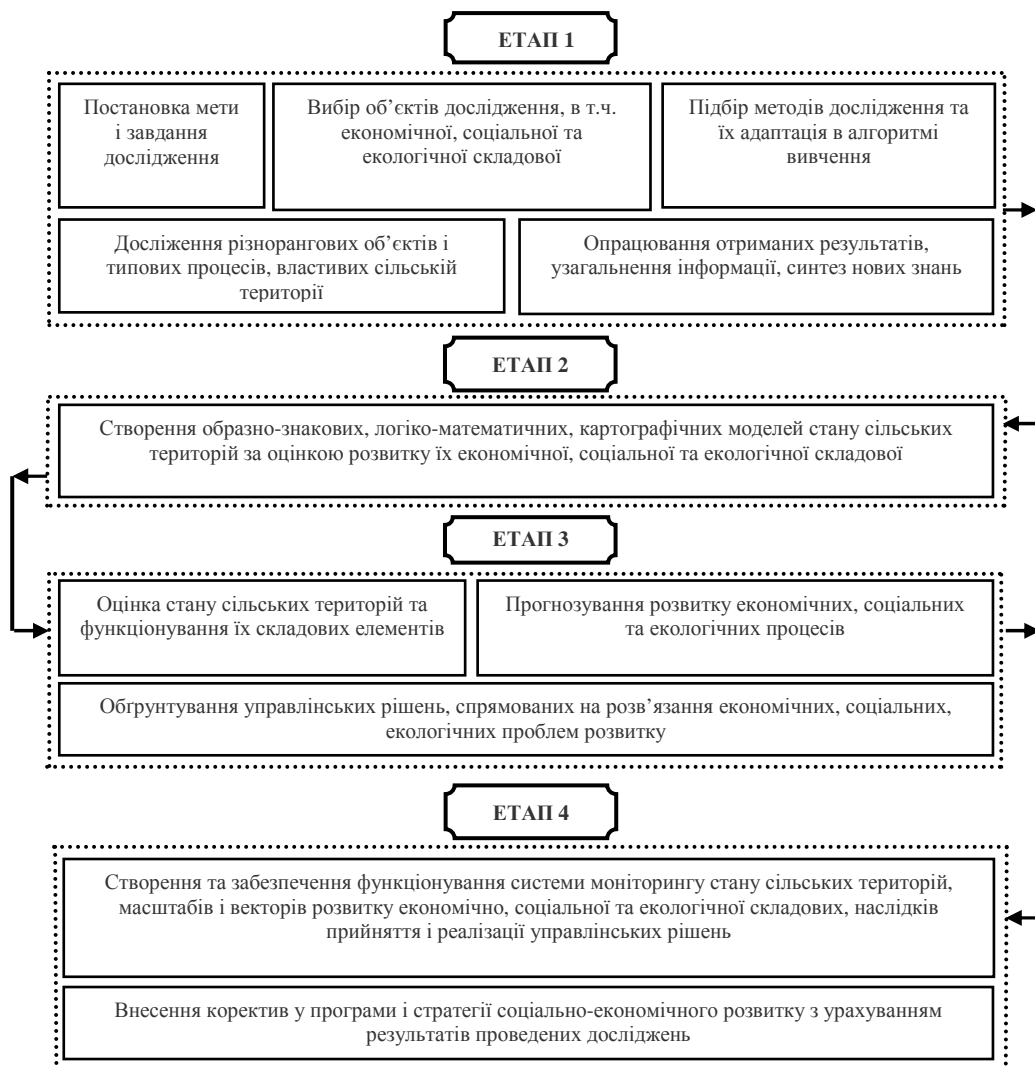 ЕТАП 1
Постановка мети
і завдання
дослідження
Вибір об’єктів дослідження, в т.ч.
економічної, соціальної та
екологічної складової
Підбір методів дослідження та
їх адаптація в алгоритмі
вивчення
Досліження різнорангових об’єктів і
типових процесів, властивих сільській
території
Опрацювання отриманих результатів,
узагальнення інформації, синтез нових знань
ЕТАП 2
Створення образно-знакових, логіко-математичних, картографічних моделей стану сільських
територій за оцінкою розвитку їх економічної, соціальної та екологічної складової
ЕТАП 3
Оцінка стану сільських територій та
функціонування їх складових елементів
Прогнозування розвитку економічних, соціальних
та екологічних процесів
Обґрунтування управлінських рішень, спрямованих на розв’язання економічних, соціальних,
екологічних проблем розвитку
ЕТАП 4
Створення та забезпечення функціонування системи моніторингу стану сільських територій,
масштабів і векторів розвитку економічно, соціальної та екологічної складових, наслідків
прийняття і реалізації управлінських рішень
Внесення коректив у програми і стратегії соціально-економічного розвитку з урахуванням
результатів проведених досліджень